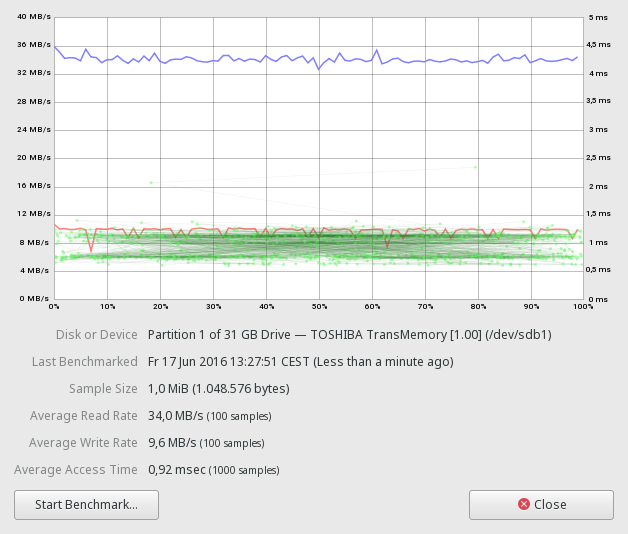 40 MB/s 5 ms
36 MB/s 4,5 ms
32 MB/s 4 ms
28 MB/s 3,5 ms
24 MB/s 3 ms
20 MB/s 2,5 ms
16 MB/s 2 ms
12 MB/s 1,5 ms
8 MB/s 1 ms
4 MB/s 0,5 ms
0 MB/s 0 ms
0% 10% 20% 30% 40% 50% 60% 70% 80% 90% 100%
Disk or Device Partition 1 of 31 GB Drive — TOSHIBA TransMemory [1.00] (/dev/sdb1)
Last Benchmarked Fr 17 Jun 2016 13:27:51 CEST (Less than a minute ago)
Sample Size 1,0 MiB (1.048.576 bytes)
Average Read Rate 34,0 MB/s (100 samples)
Average Write Rate 9,6 MB/s (100 samples)
Average Access Time 0,92 msec (1000 samples)
Start Benchmark... Close